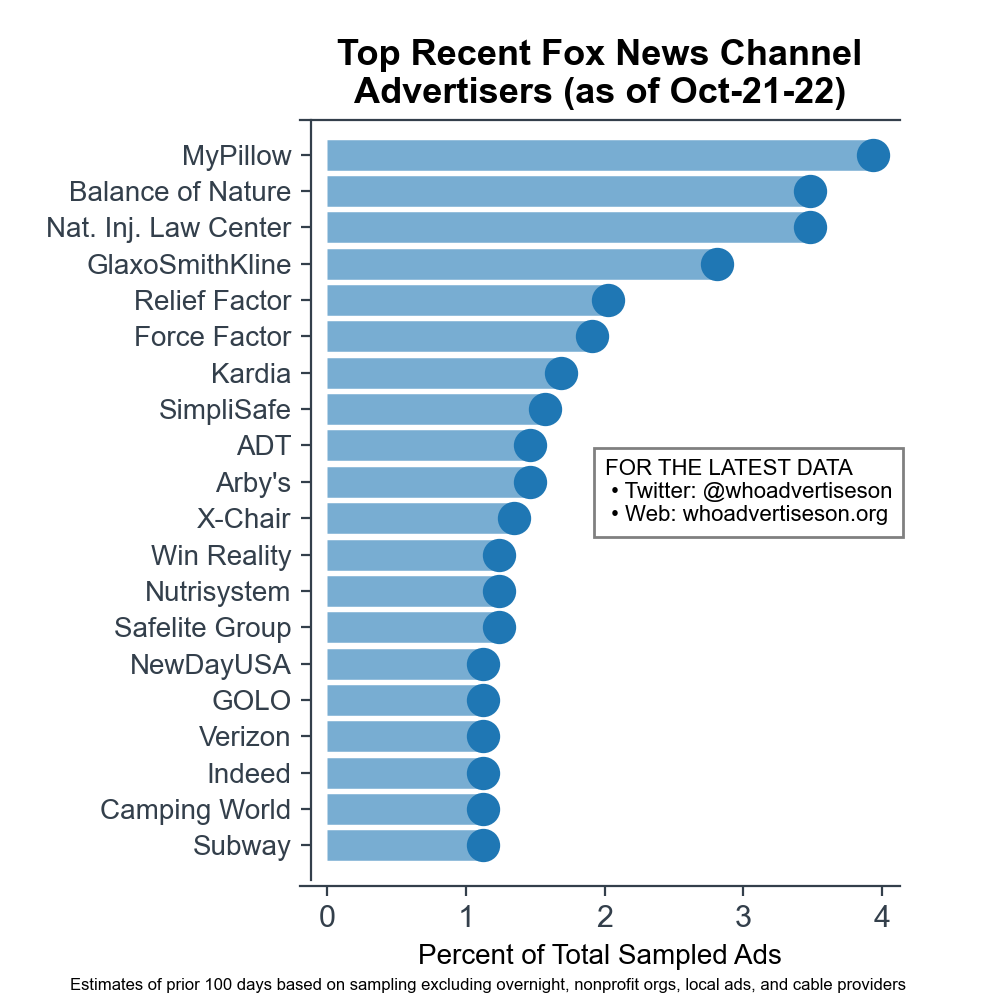 Top Recent Fox News Channel
Advertisers (as of Oct-21-22)
MyPillow
Balance of Nature
Nat. Inj. Law Center
GlaxoSmithKline
Relief Factor
Force Factor
Kardia
SimpliSafe
ADT
Arby's
X-Chair
Win Reality
Nutrisystem
Safelite Group
NewDayUSA
GOLO
Verizon
Indeed
Camping World
Subway
FOR THE LATEST DATA
• Twitter: @whoadvertiseson
• Web: whoadvertiseson.org
0 1 2 3 4
Percent of Total Sampled Ads
Estimates of prior 100 days based on sampling excluding overnight, nonprofit orgs, local ads, and cable providers